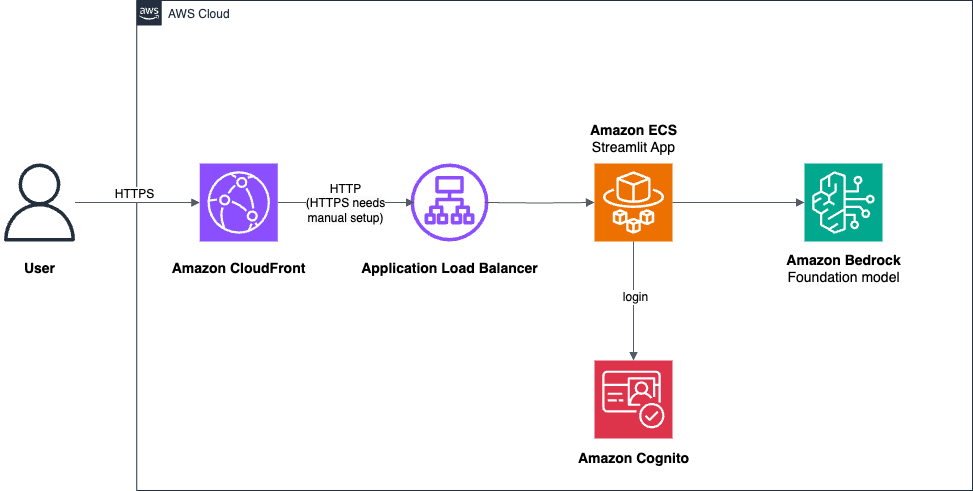 aws
AWS Cloud
User
HTTPS
Amazon CloudFront
HTTP
(HTTPS needs
manual setup)
Application Load Balancer
Amazon ECS
Streamlit App
login
Amazon Cognito
Amazon Bedrock
Foundation model